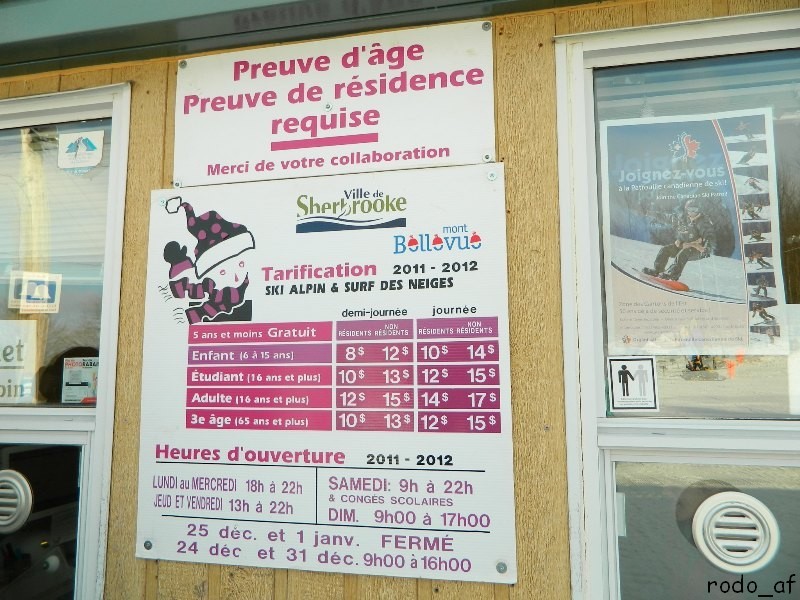 Preuve d'âge
Preuve de résidence
requise
Merci de votre collaboration
Ville de
Sherbrooke
mont
Bellevue
Tarification 2011 - 2012
SKI ALPIN & SURF DES NEIGES
demi-journée journée
RÉSIDENTS NON RÉSIDENTS RÉSIDENTS NON RÉSIDENTS
5 ans et moins Gratuit
Enfant (6 à 15 ans) 8$ 12$ 10$ 14$
Étudiant (16 ans et plus) 10$ 13$ 12$ 15$
Adulte (16 ans et plus) 12$ 15$ 14$ 17$
3e âge (65 ans et plus) 10$ 13$ 12$ 15$
Heures d'ouverture 2011 - 2012
LUNDI au MERCREDI 18h à 22h
JEUD ET VENDREDI 13h à 22h
SAMEDI: 9h à 22h
& CONGÉS SCOLAIRES
DIM. 9h00 à 17h00
25 déc. et 1 janv. FERMÉ
24 déc et 31 déc. 9h00 à 16h00
Joignez-vous
à la Patrouille canadienne de ski!
rodo_af